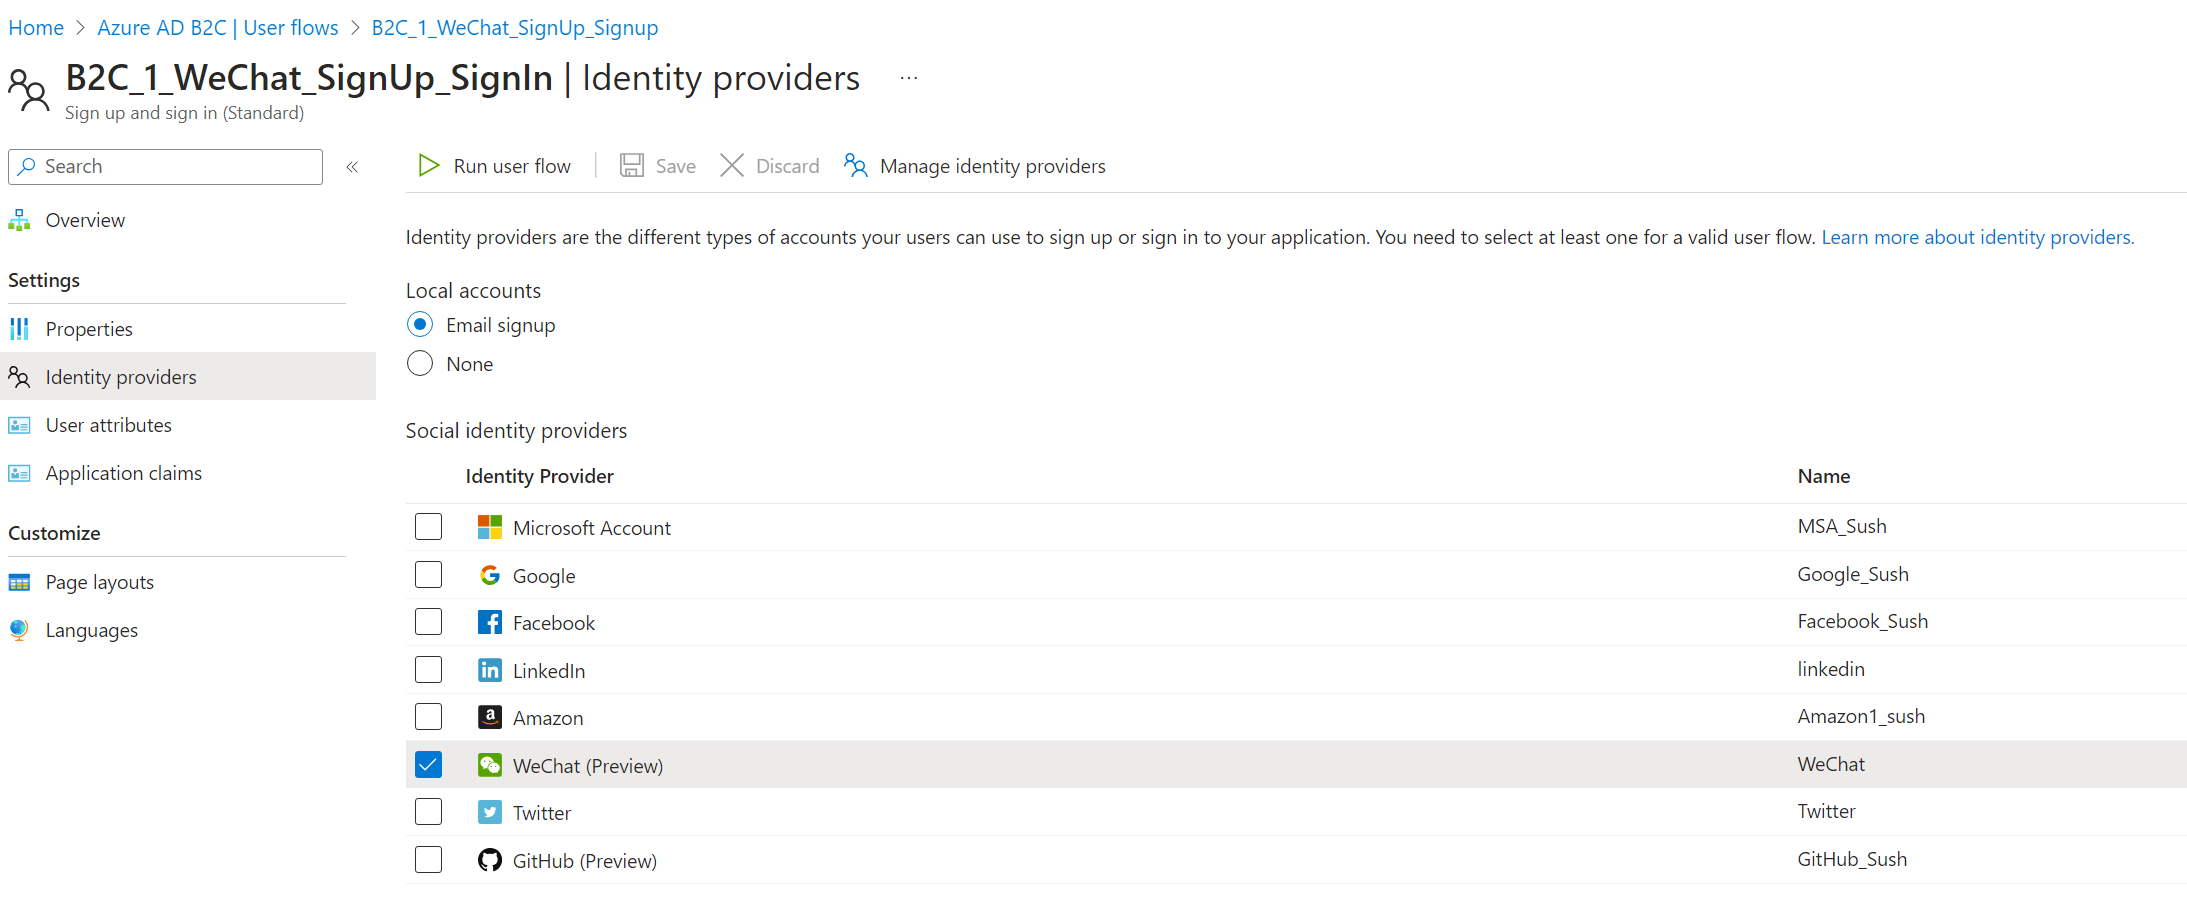 Home > Azure AD B2C | User flows > B2C_1_WeChat_SignUp_Signup
B2C_1_WeChat_SignUp_SignIn | Identity providers ...
Sign up and sign in (Standard)
Search «
Run user flow | Save Discard Manage identity providers
Overview
Identity providers are the different types of accounts your users can use to sign up or sign in to your application. You need to select at least one for a valid user flow. Learn more about identity providers.
Settings
Properties
Identity providers
User attributes
Application claims
Customize
Page layouts
Languages
Local accounts
Email signup
None
Social identity providers
Identity Provider Name
Microsoft Account MSA_Sush
Google Google_Sush
Facebook Facebook_Sush
LinkedIn linkedin
Amazon Amazon1_sush
WeChat (Preview) WeChat
Twitter Twitter
GitHub (Preview) GitHub_Sush